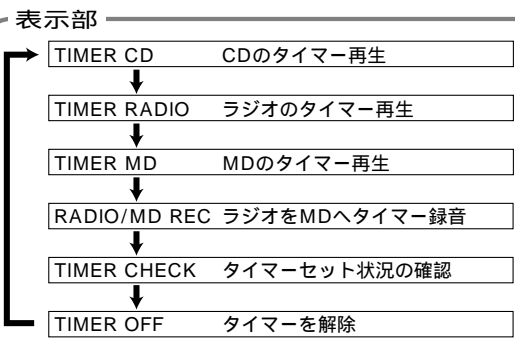 表示部
TIMER CD CDのタイマー再生
TIMER RADIO ラジオのタイマー再生
TIMER MD MDのタイマー再生
RADIO/MD REC ラジオをMDへタイマー録音
TIMER CHECK タイマーセット状況の確認
TIMER OFF タイマーを解除